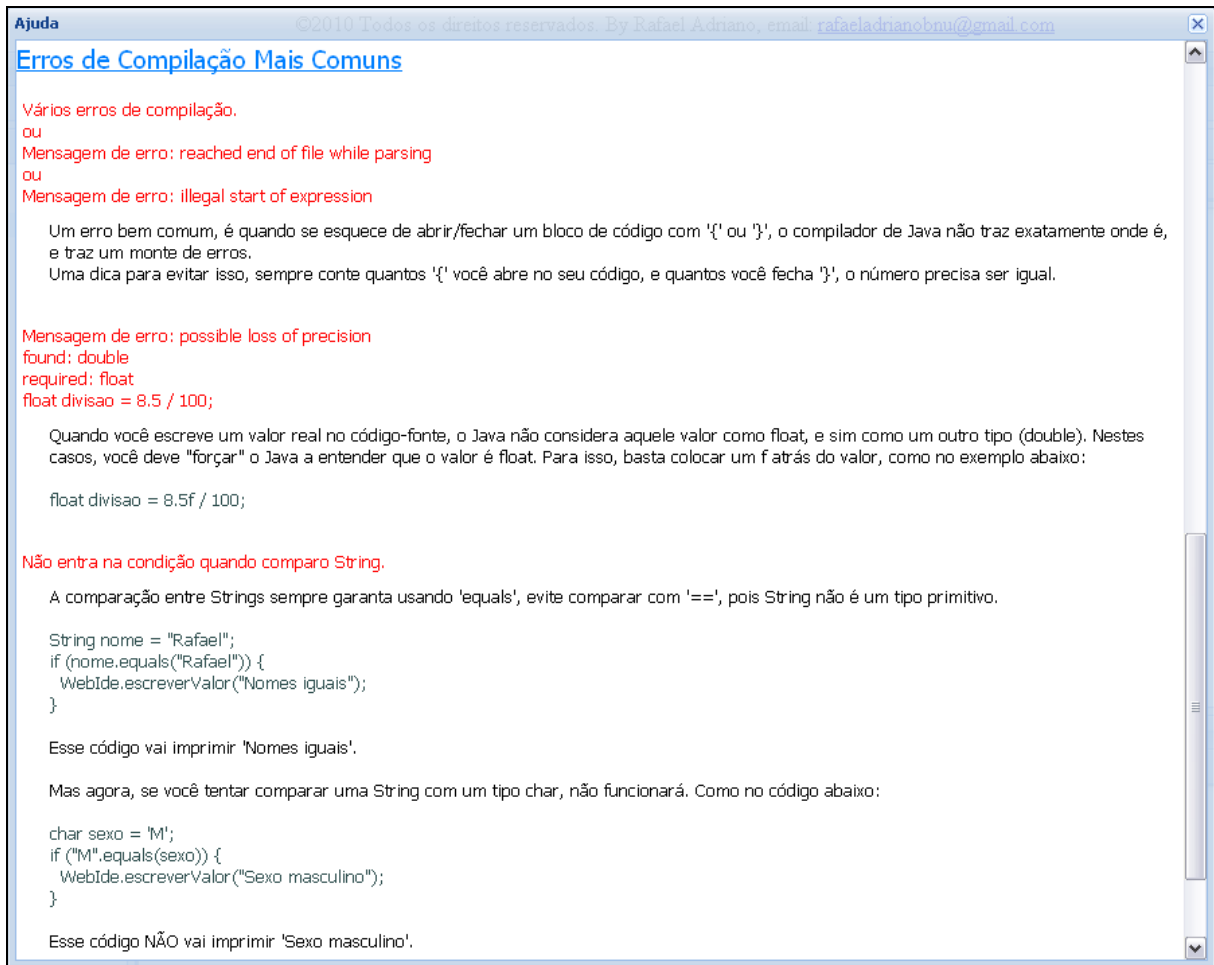 Ajuda
©2010 Todos os direitos reservados. By Rafael Adriano, email: rafaeladrianobnu@gmail.com
Erros de Compilação Mais Comuns
Vários erros de compilação.
ou
Mensagem de erro: reached end of file while parsing
ou
Mensagem de erro: illegal start of expression
Um erro bem comum, é quando se esquece de abrir/fechar um bloco de código com '{' ou '}', o compilador de Java não traz exatamente onde é,
e traz um monte de erros.
Uma dica para evitar isso, sempre conte quantos '{' você abre no seu código, e quantos você fecha '}', o número precisa ser igual.
Mensagem de erro: possible loss of precision
found: double
required: float
float divisao = 8.5 / 100;
Quando você escreve um valor real no código-fonte, o Java não considera aquele valor como float, e sim como um outro tipo (double). Nestes
casos, você deve "forçar" o Java a entender que o valor é float. Para isso, basta colocar um f atrás do valor, como no exemplo abaixo:
float divisao = 8.5f / 100;
Não entra na condição quando comparo String.
A comparação entre Strings sempre garanta usando 'equals', evite comparar com '==', pois String não é um tipo primitivo.
String nome = "Rafael";
if (nome.equals("Rafael")) {
WebIde.escreverValor("Nomes iguais");
}
Esse código vai imprimir 'Nomes iguais'.
Mas agora, se você tentar comparar uma String com um tipo char, não funcionará. Como no código abaixo:
char sexo = 'M';
if ("M".equals(sexo)) {
WebIde.escreverValor("Sexo masculino");
}
Esse código NÃO vai imprimir 'Sexo masculino'.